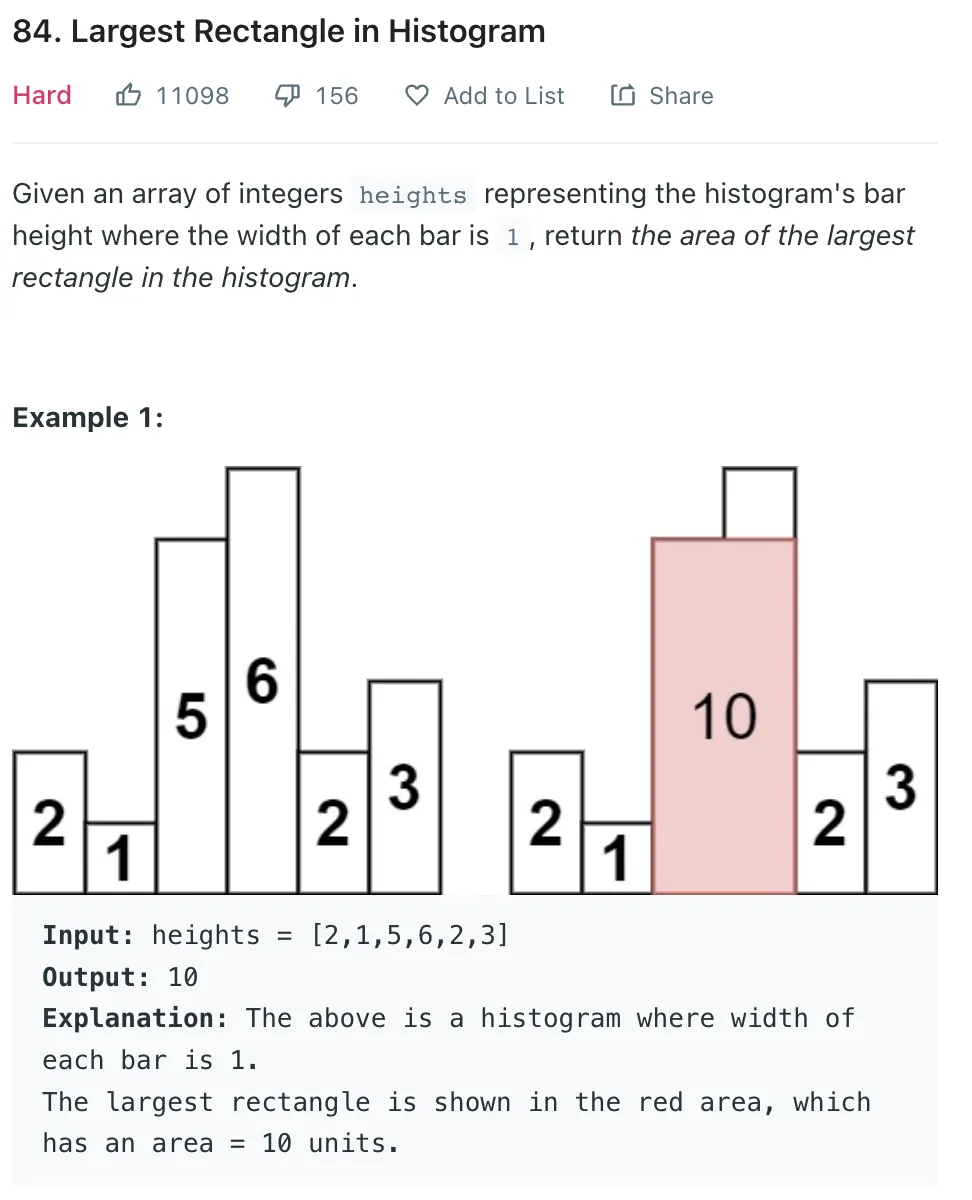 84. Largest Rectangle in Histogram
Hard 11098 156 Add to List Share
Given an array of integers heights representing the histogram's bar
height where the width of each bar is 1 , return the area of the largest
rectangle in the histogram.
Example 1:
2 1 5 6 2 3
2 1 10 2 3
Input: heights = [2,1,5,6,2,3]
Output: 10
Explanation: The above is a histogram where width of
each bar is 1.
The largest rectangle is shown in the red area, which
has an area = 10 units.